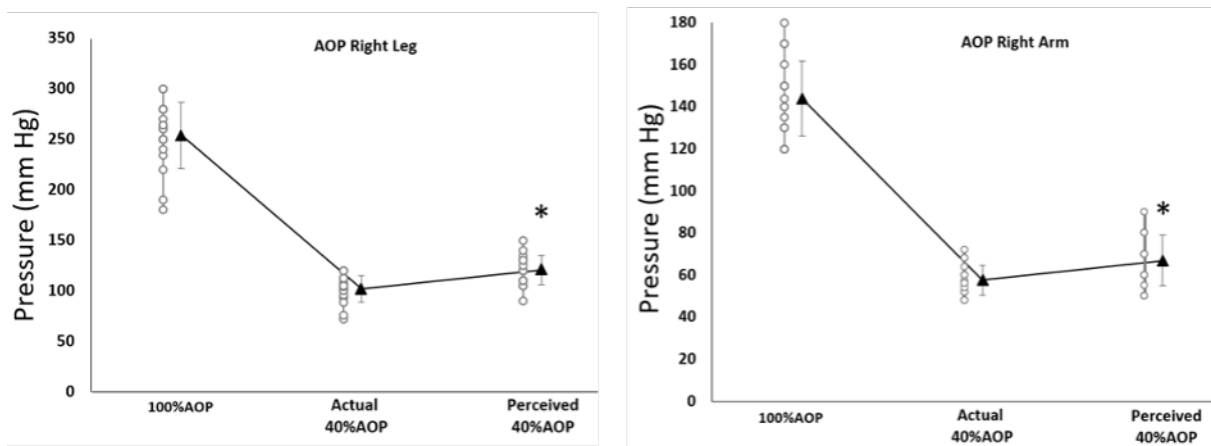 AOP Right Leg
Pressure (mm Hg)
350
300
250
200
150
100
50
0
*
100%AOP
Actual
40%AOP
Perceived
40%AOP
AOP Right Arm
Pressure (mm Hg)
180
160
140
120
100
80
60
40
20
0
*
100%AOP
Actual
40%AOP
Perceived
40%AOP